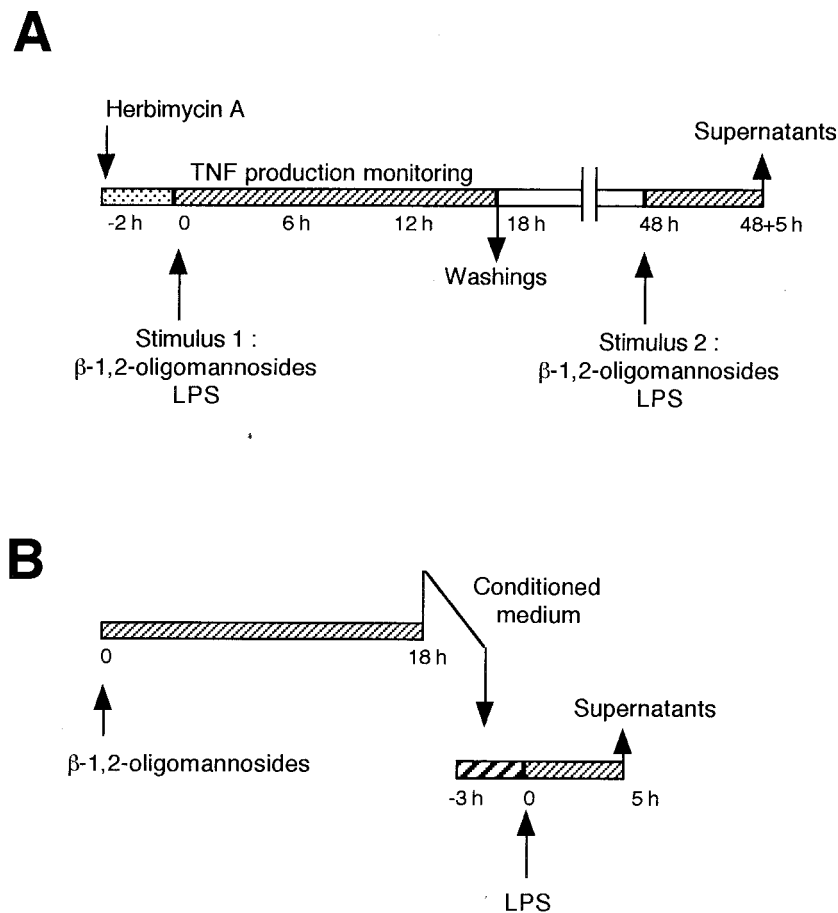 A
Herbimycin A
Supernatants
TNF production monitoring
-2 h 0 6 h 12 h 18 h 48 h 48+5 h
Washings
Stimulus 1 :
β-1,2-oligomannosides
LPS
Stimulus 2 :
β-1,2-oligomannosides
LPS
B
Conditioned
medium
0 18 h
β-1,2-oligomannosides
Supernatants
-3 h 0 5 h
LPS